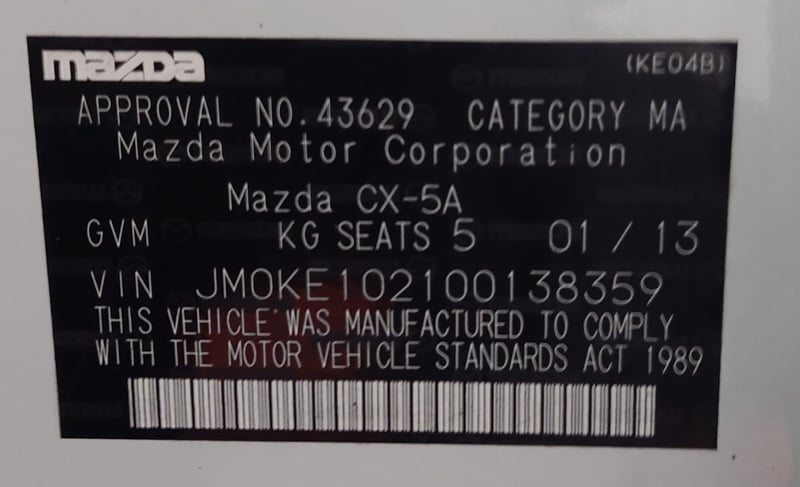 mazda (KE04B)
APPROVAL NO. 43629 CATEGORY MA
Mazda Motor Corporation
Mazda CX-5A
GVM KG SEATS 5 01 / 13
VIN JM0KE102100138359
THIS VEHICLE WAS MANUFACTURED TO COMPLY
WITH THE MOTOR VEHICLE STANDARDS ACT 1989